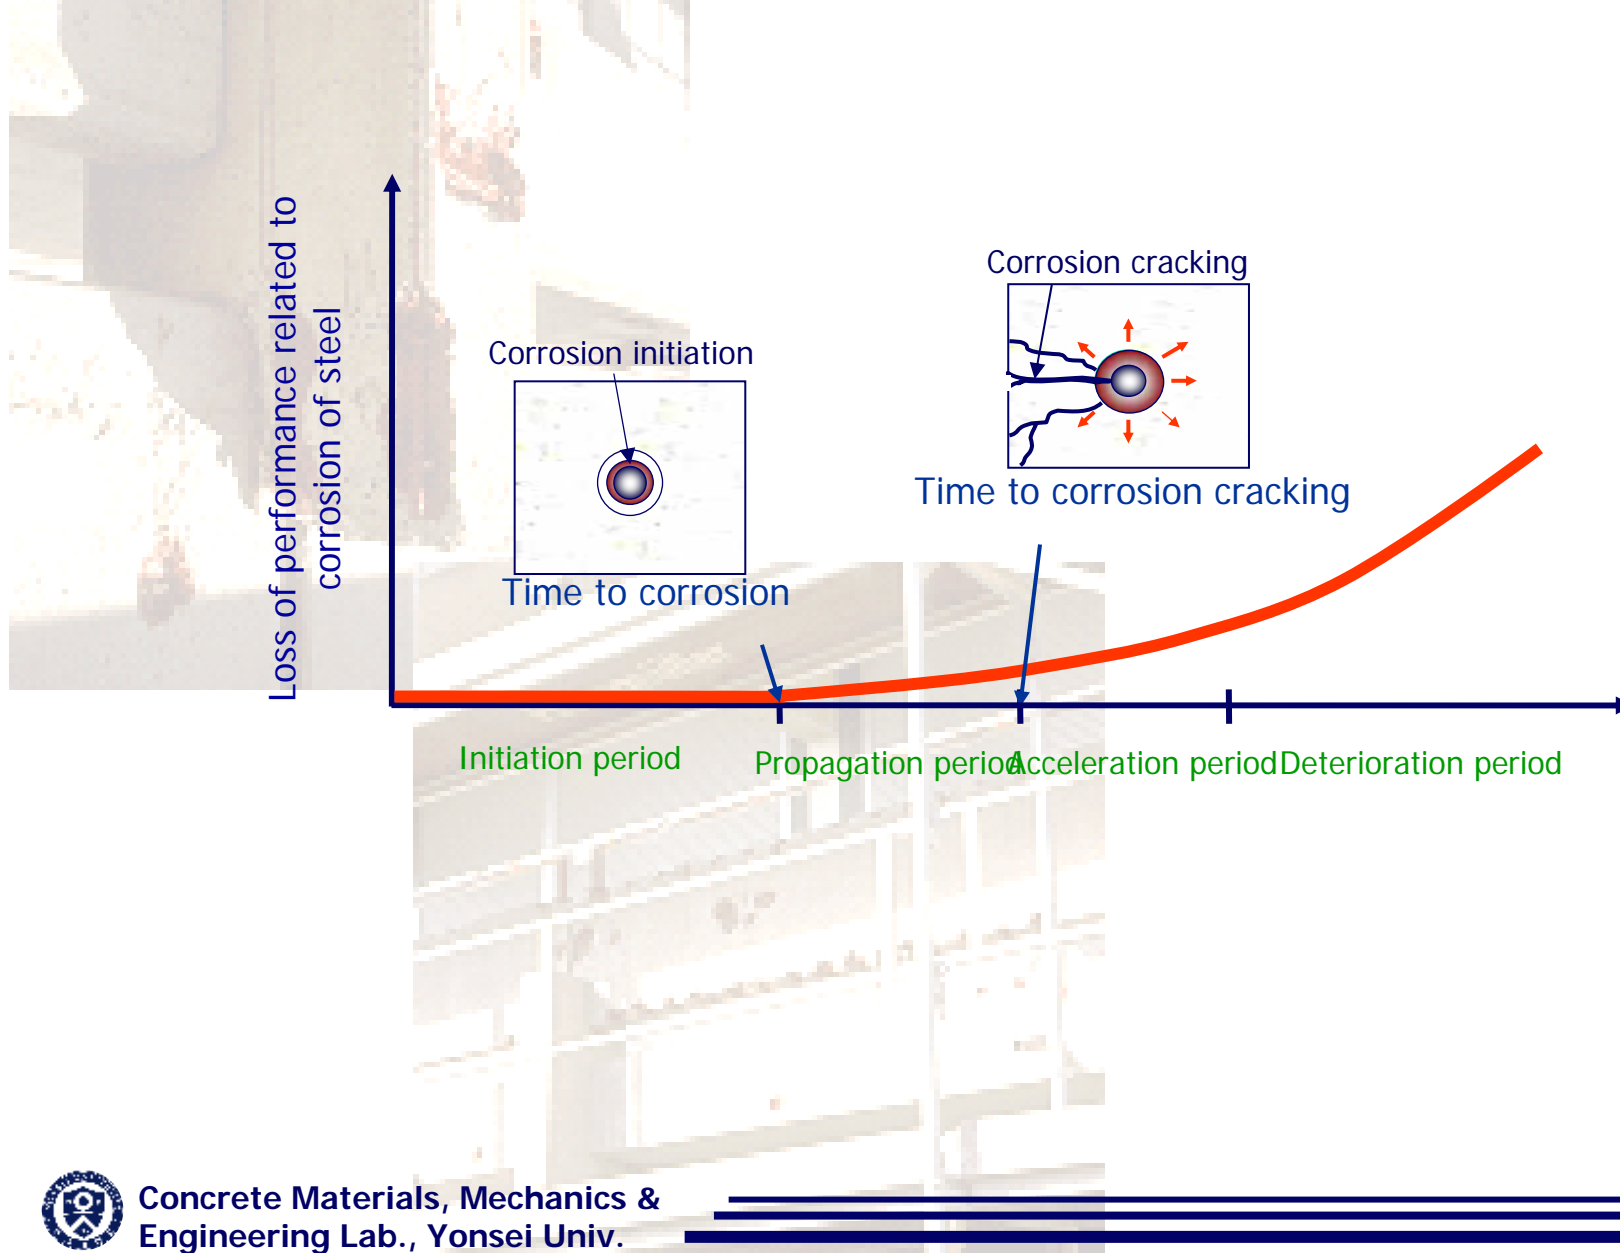 Loss of performance related to
corrosion of steel
Corrosion initiation
Time to corrosion
Corrosion cracking
Time to corrosion cracking
Initiation period
Propagation period
Acceleration period
Deterioration period
Concrete Materials, Mechanics &
Engineering Lab., Yonsei Univ.